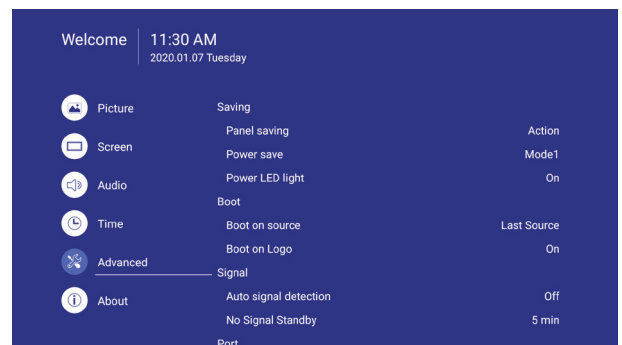 Welcome
11:30 AM
2020.01.07 Tuesday
Picture
Screen
Audio
Time
Advanced
About
Saving
Panel saving Action
Power save Mode1
Power LED light On
Boot
Boot on source Last Source
Boot on Logo On
Signal
Auto signal detection Off
No Signal Standby 5 min
Port